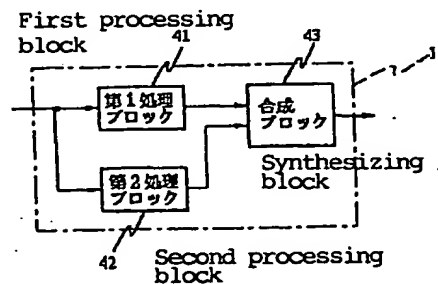 First processing
block
41
43
第1処理
ブロック
合成
ブロック
Synthesizing
block
第2処理
ブロック
42
Second processing
block